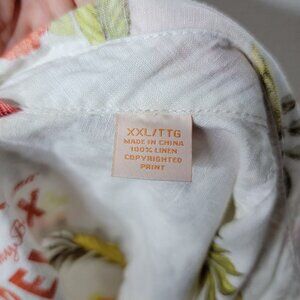 XXL/TTG
MADE IN CHINA
100% LINEN
COPYRIGHTED
PRINT